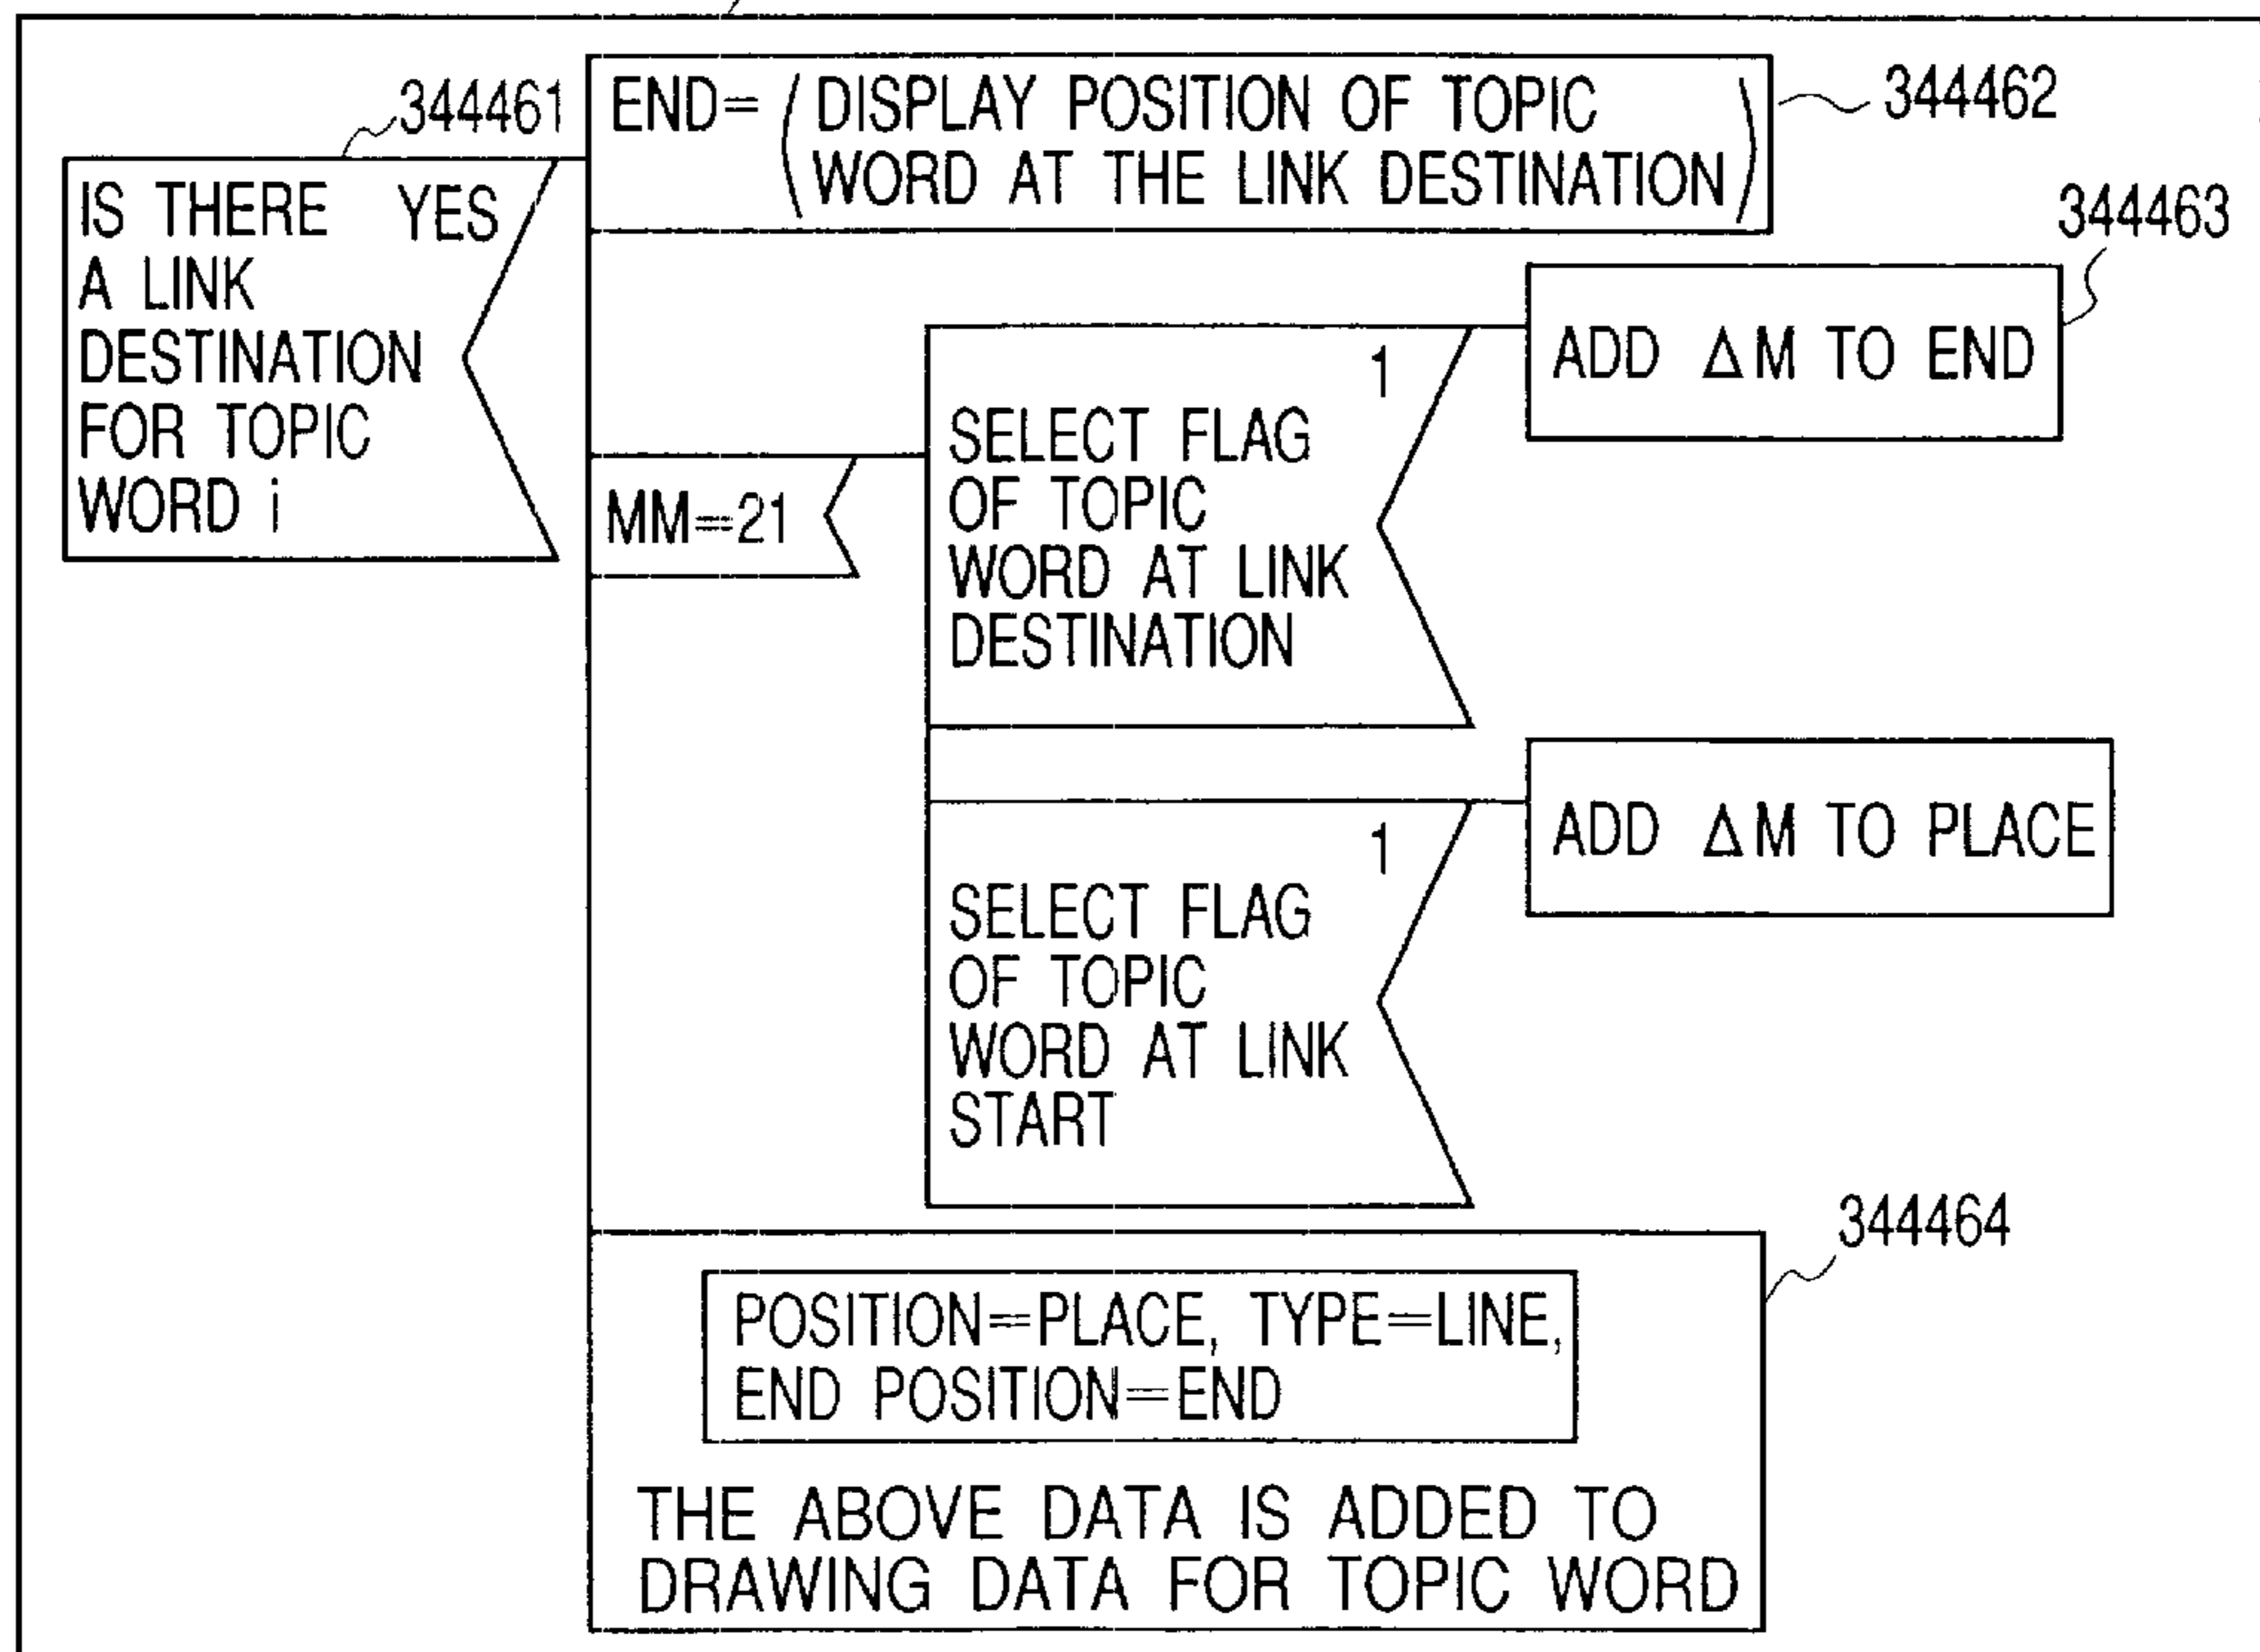 344461
IS THERE YES
A LINK
DESTINATION
FOR TOPIC
WORD i
END=(DISPLAY POSITION OF TOPIC
WORD AT THE LINK DESTINATION)
344462
344463
MM=21
1
SELECT FLAG
OF TOPIC
WORD AT LINK
DESTINATION
ADD ΔM TO END
1
SELECT FLAG
OF TOPIC
WORD AT LINK
START
ADD ΔM TO PLACE
344464
POSITION=PLACE, TYPE=LINE,
END POSITION=END
THE ABOVE DATA IS ADDED TO
DRAWING DATA FOR TOPIC WORD